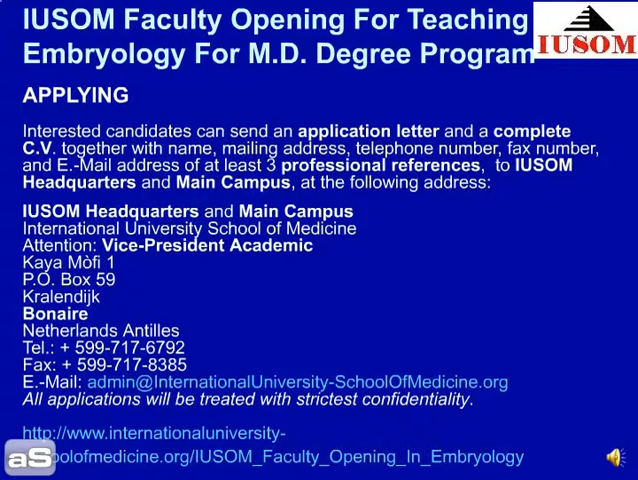 IUSOM Faculty Opening For Teaching
Embryology For M.D. Degree Program
IUSOM
APPLYING
Interested candidates can send an application letter and a complete
C.V. together with name, mailing address, telephone number, fax number,
and E.-Mail address of at least 3 professional references, to IUSOM
Headquarters and Main Campus, at the following address:
IUSOM Headquarters and Main Campus
International University School of Medicine
Attention: Vice-President Academic
Kaya Mòfi 1
P.O. Box 59
Kralendijk
Bonaire
Netherlands Antilles
Tel.: + 599-717-6792
Fax: + 599-717-8385
E.-Mail: admin@InternationalUniversity-SchoolOfMedicine.org
All applications will be treated with strictest confidentiality.
http://www.internationaluniversity-
oolofmedicine.org/IUSOM_Faculty_Opening_In_Embryology
aS